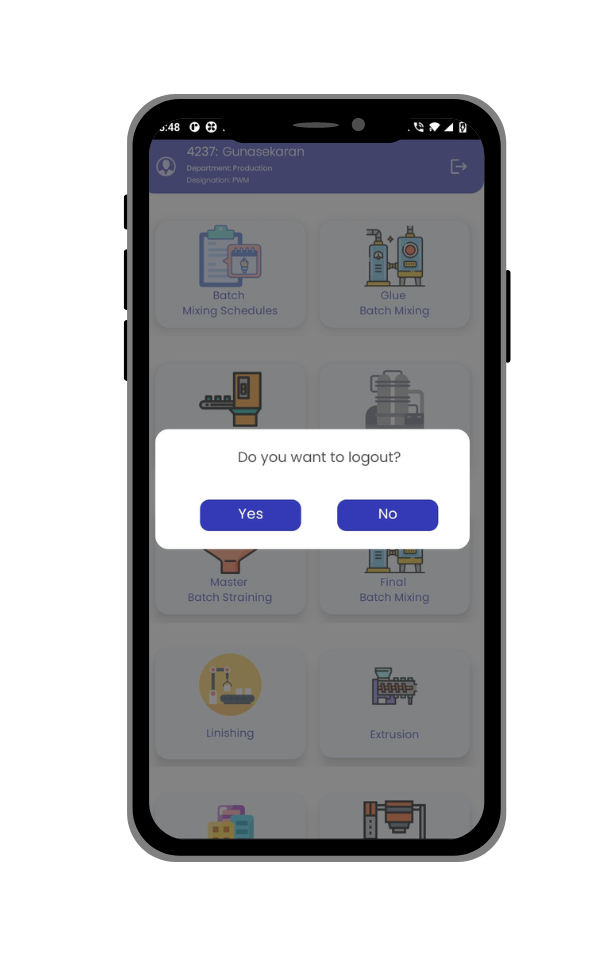 :48
4237: Gunasekaran
Department: Production
Designation: PWM
Batch
Mixing Schedules
Glue
Batch Mixing
Do you want to logout?
Yes
No
Master
Batch Straining
Final
Batch Mixing
Linishing
Extrusion